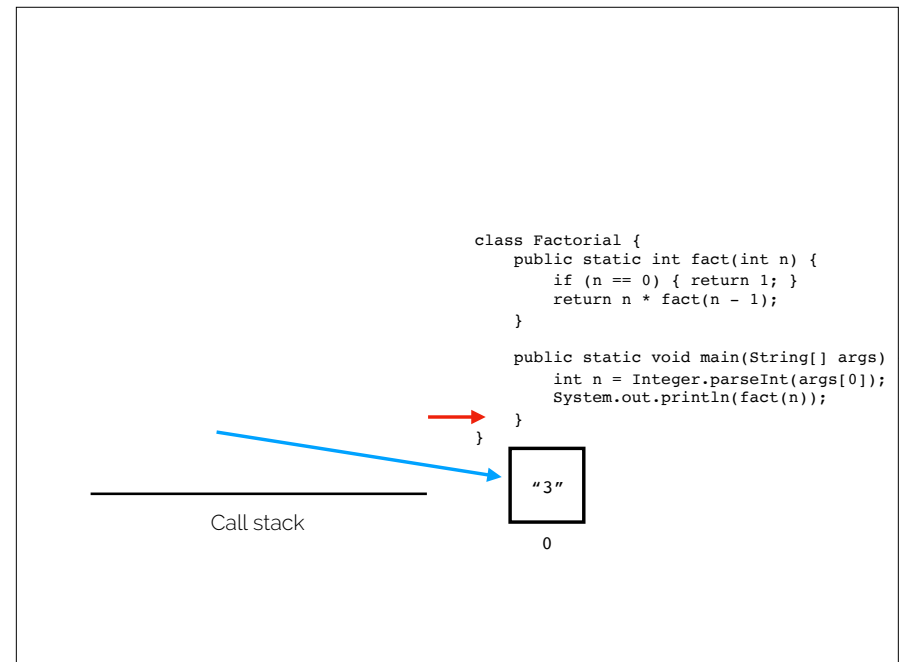 class Factorial {
    public static int fact(int n) {
        if (n == 0) { return 1; }
        return n * fact(n - 1);
    }
    public static void main(String[] args)
        int n = Integer.parseInt(args[0]);
        System.out.println(fact(n));
    }
}
“3”
Call stack
0